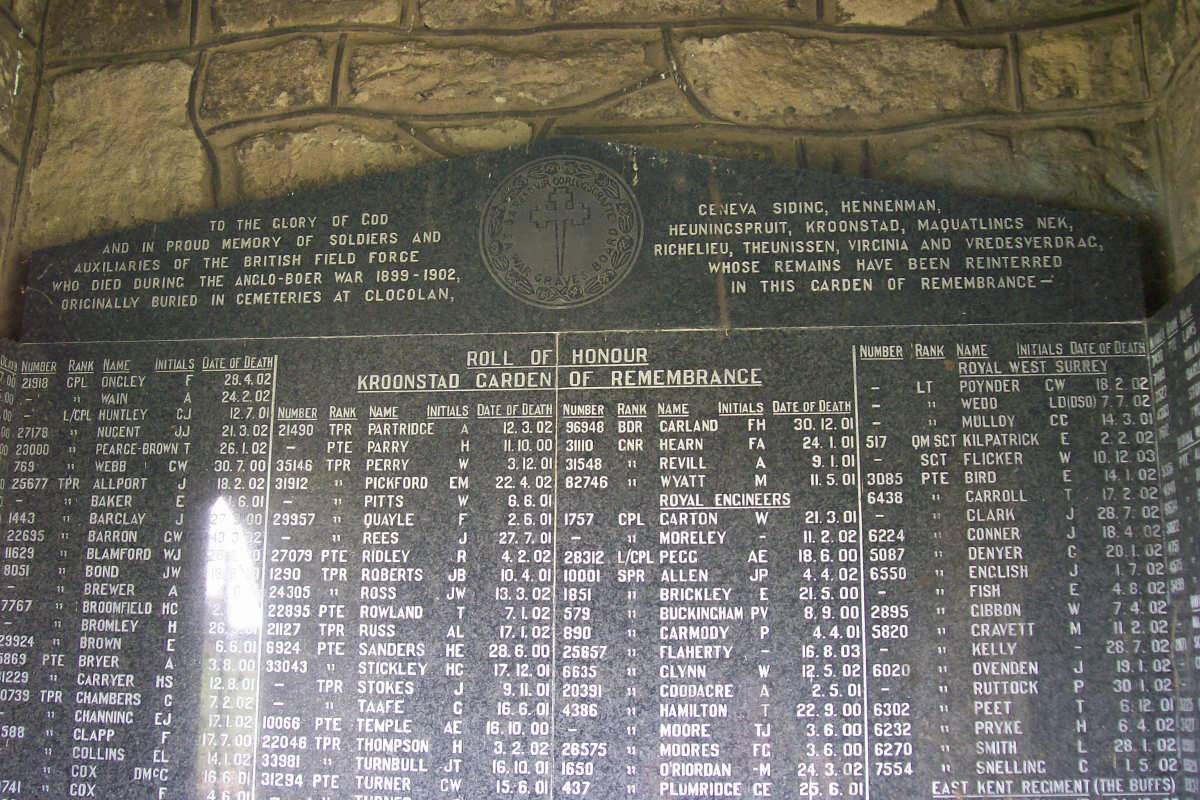 TO THE GLORY OF GOD
AND IN PROUD MEMORY OF SOLDIERS AND
AUXILIARIES OF THE BRITISH FIELD FORCE
WHO DIED DURING THE ANGLO-BOER WAR 1899-1902,
ORIGINALLY BURIED IN CEMETERIES AT CLOCOLAN,
WAR GRAVES BOARD
GENEVA SIDING, HENNENMAN,
HEUNINGSPRUIT, KROONSTAD, MAQUATLINGS NEK,
RICHELIEU, THEUNISSEN, VIRGINIA AND VREDESVERDRAG,
WHOSE REMAINS HAVE BEEN REINTERRED
IN THIS GARDEN OF REMEMBRANCE-
ROLL OF HONOUR
KROONSTAD GARDEN OF REMEMBRANCE
NUMBER RANK NAME INITIALS DATE OF DEATH
21918 CPL ONGLEY F 28.4.02
- " WAIN A 24.2.02
- L/CPL HUNTLEY GJ 12.7.01
27178 " NUGENT JJ 21.3.02
23000 " PEARCE-BROWN T 26.1.02
769 " WEBB GW 30.7.00
25677 TPR ALLPORT J 18.2.02
- " BAKER E
1443 " BARCLAY J
22695 " BARRON GW
11629 " BLAMFORD WJ
8051 " BOND JW
- " BREWER A
7767 " BROOMFIELD HC
- " BROMLEY H
29924 " BROWN E 6.6.01
5869 PTE BRYER A 3.8.00
31229 " CARRYER HS 12.8.01
30739 TPR CHAMBERS G 7.2.02
" CHANNING EJ 17.1.02
588 " CLAPP F 17.7.00
" COLLINS EL 14.1.02
" COX DMcG 16.6.01
741 " COX F 4.6.01
NUMBER RANK NAME INITIALS DATE OF DEATH
21490 TPR PARTRIDGE A 12.3.02
- PTE PARRY H 11.10.00
35146 TPR PERRY W 3.12.01
31912 " PICKFORD EM 22.4.02
- " PITTS W 6.6.01
29957 " QUAYLE F 2.6.01
- " REES J 27.7.01
27079 PTE RIDLEY R 4.2.02
1290 TPR ROBERTS JB 10.4.01
24305 " ROSS JW 13.3.02
22895 PTE ROWLAND T 7.1.02
21127 TPR RUSS AL 17.1.02
6924 PTE SANDERS HE 28.6.00
33043 " STICKLEY HC 17.12.01
- TPR STOKES J 9.11.01
- " TAAFE G 16.6.01
10066 PTE TEMPLE AE 16.10.00
22046 TPR THOMPSON H 3.2.02
33981 " TURNBULL JT 16.10.01
31294 PTE TURNER GW 15.6.01
TURNER
NUMBER RANK NAME INITIALS DATE OF DEATH
96948 BDR GARLAND FH 30.12.01
31110 GNR HEARN FA 24.1.01
31548 " REVILL A 9.1.01
82746 " WYATT M 11.5.01
ROYAL ENGINEERS
1757 CPL GARTON W 21.3.01
- " MORELEY - 11.2.02
28312 L/CPL PEGG AE 18.6.00
10001 SPR ALLEN JP 4.4.02
1851 " BRICKLEY E 21.5.00
579 " BUCKINGHAM PV 8.9.00
890 " CARMODY P 4.4.01
25657 " FLAHERTY - 16.8.03
6635 " GLYNN W 12.5.02
20391 " GOODACRE A 2.5.01
4386 " HAMILTON T 22.9.00
- " MOORE TJ 3.6.00
26575 " MOORES FG 3.6.00
1650 " O'RIORDAN -M 24.3.02
437 " PLUMRIDGE GE 25.6.01
NUMBER RANK NAME INITIALS DATE OF DEATH
ROYAL WEST SURREY
- LT POYNDER GW 18.2.02
- " WEDD LD(DSO) 7.7.02
- " MULLOY CC 14.3.01
517 QM SGT KILPATRICK E 2.2.02
- SGT FLICKER W 10.12.03
3085 PTE BIRD E 14.1.02
6438 " CARROLL T 17.2.02
- " CLARK J 28.7.02
6224 " CONNER J 18.4.02
5087 " DENYER G 20.1.02
6550 " ENGLISH J 1.7.02
- " FISH E 4.8.02
2895 " GIBBON W 7.4.02
5820 " GRAVETT M 11.2.02
- " KELLY - 28.7.02
6020 " OVENDEN J 19.1.02
- " RUTTOCK P 30.1.02
6302 " PEET T 6.12.01
6232 " PRYKE H 6.4.02
6270 " SMITH L 28.1.02
7554 " SNELLING G 1.5.02
EAST KENT REGIMENT (THE BUFFS)